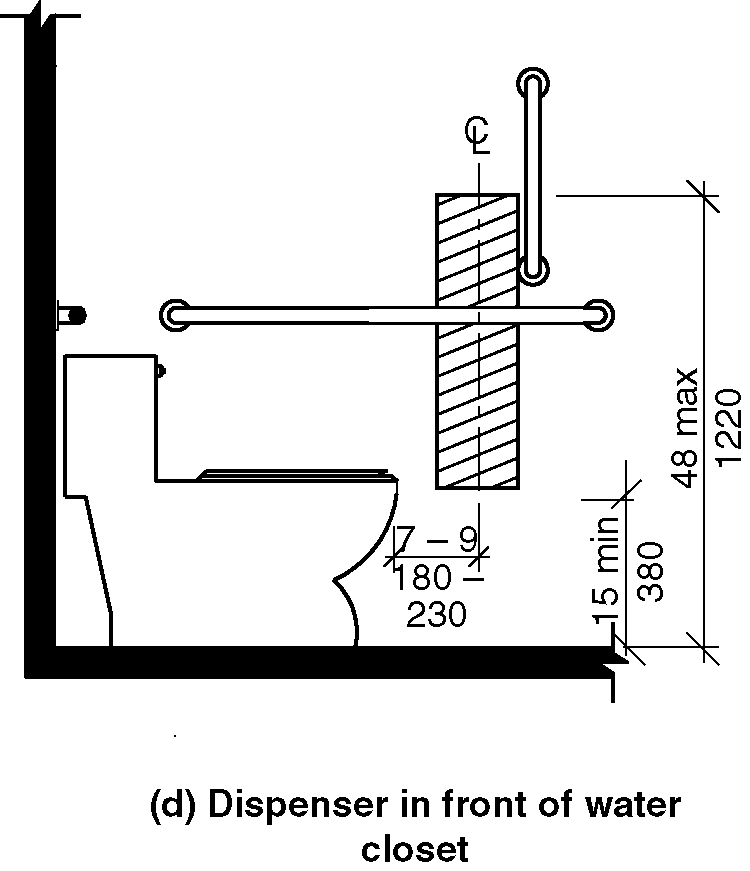 ℄
48 max
1220
15 min
380
7 – 9
180 –
230
(d) Dispenser in front of water
closet